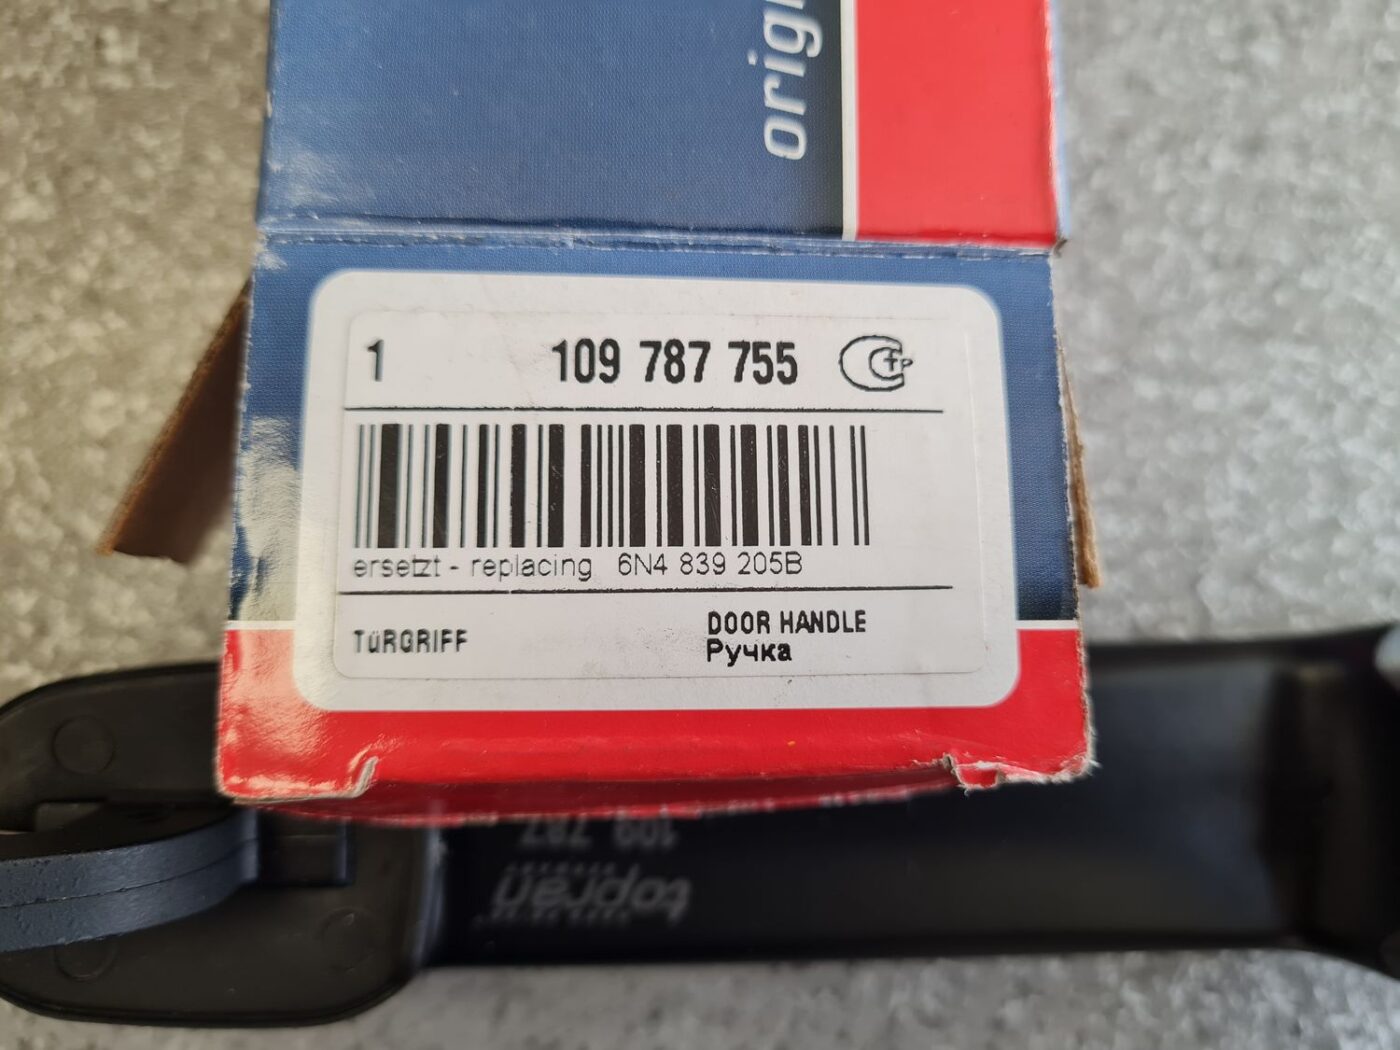 orig
1 109 787 755
ersetzt - replacing 6N4 839 205B
TüRGRIFF
DOOR HANDLE
Ручка
109 787
topran